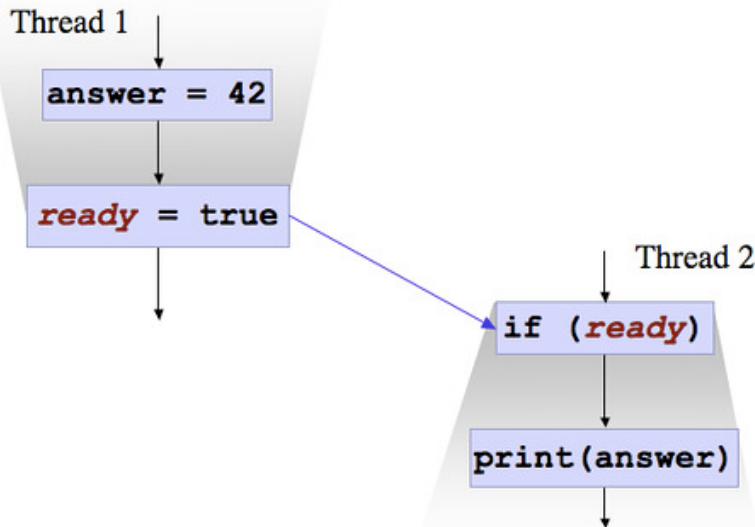 Thread 1
answer = 42
ready = true
Thread 2
if (ready)
print(answer)